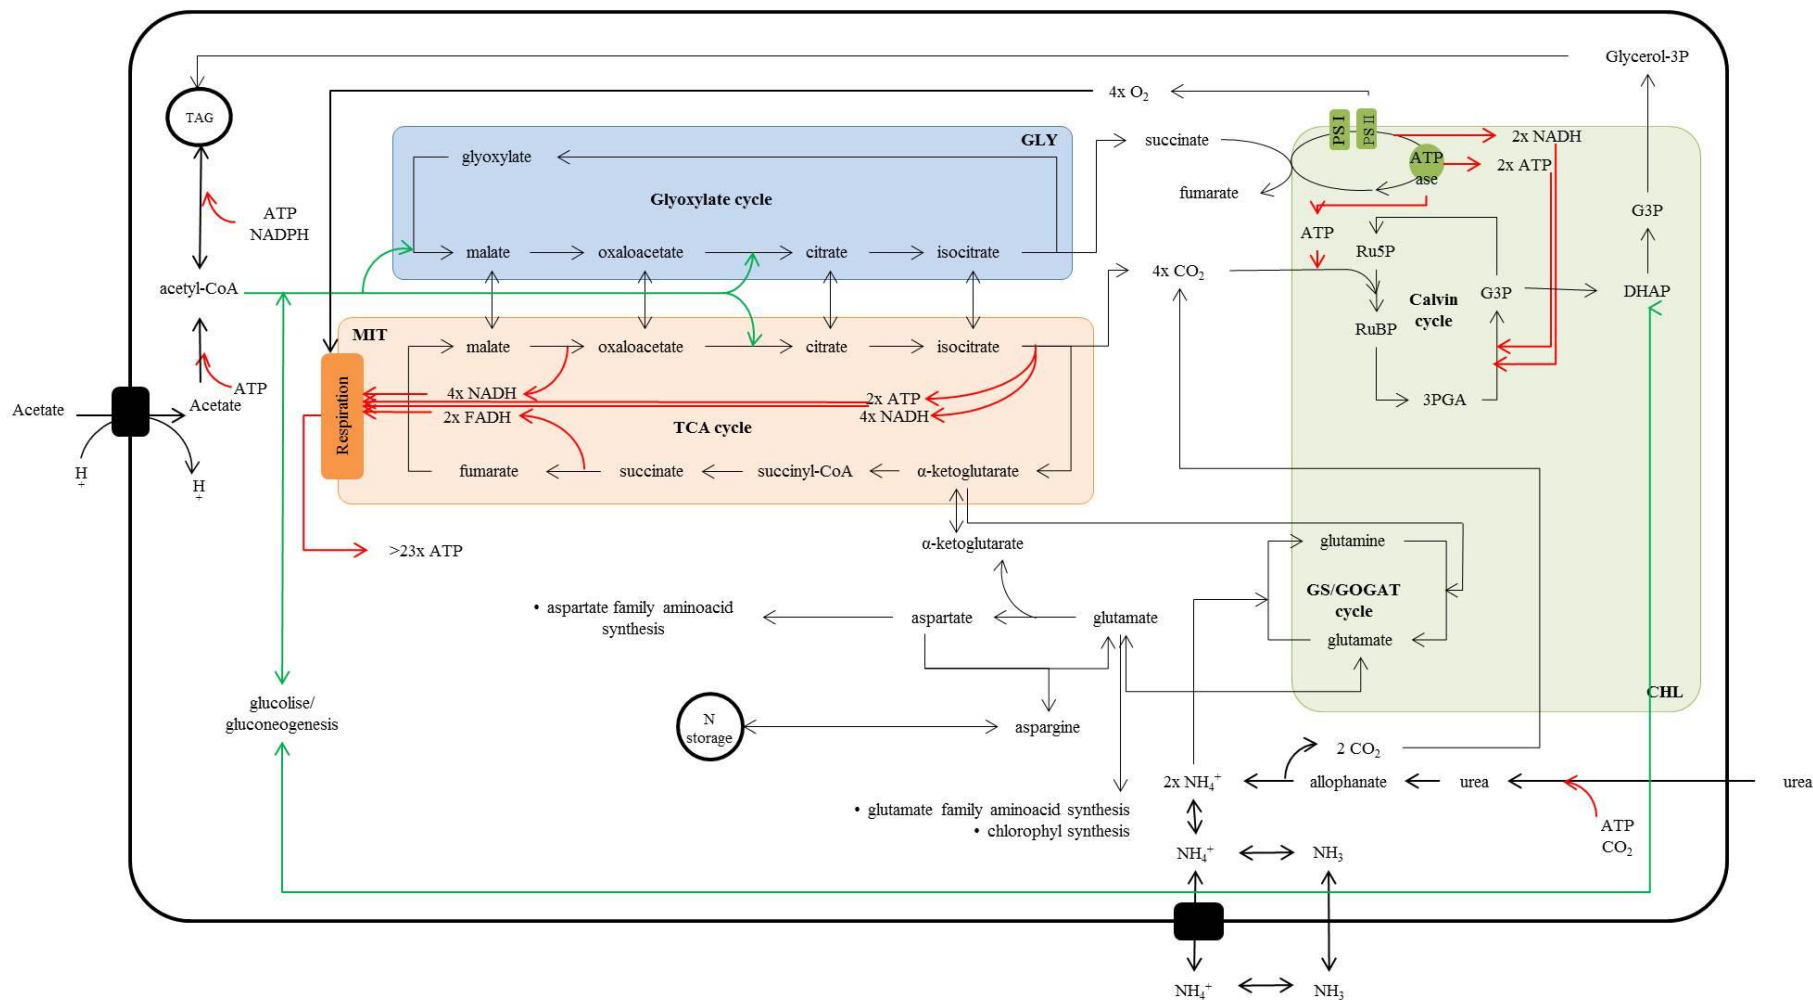 Glycerol-3P
4x O₂
TAG
GLY
glyoxylate
succinate
PS I
PS II
2x NADH
ATP
ase
2x ATP
fumarate
Glyoxylate cycle
ATP
NADPH
G3P
ATP
malate
oxaloacetate
citrate
isocitrate
Ru5P
4x CO₂
acetyl-CoA
G3P
DHAP
Calvin
cycle
RuBP
MIT
malate
oxaloacetate
citrate
isocitrate
Respiration
4x NADH
2x ATP
ATP
3PGA
Acetate
Acetate
2x FADH
4x NADH
TCA cycle
fumarate
succinate
succinyl-CoA
α-ketoglutarate
H
+
H
+
>23x ATP
α-ketoglutarate
glutamine
GS/GOGAT
cycle
• aspartate family aminoacid
synthesis
aspartate
glutamate
glutamate
CHL
glucolise/
gluconeogenesis
N
storage
aspargine
2 CO₂
2x NH₄⁺
allophanate
urea
urea
• glutamate family aminoacid synthesis
• chlorophyl synthesis
ATP
CO₂
NH₄⁺
NH₃
NH₄⁺
NH₃